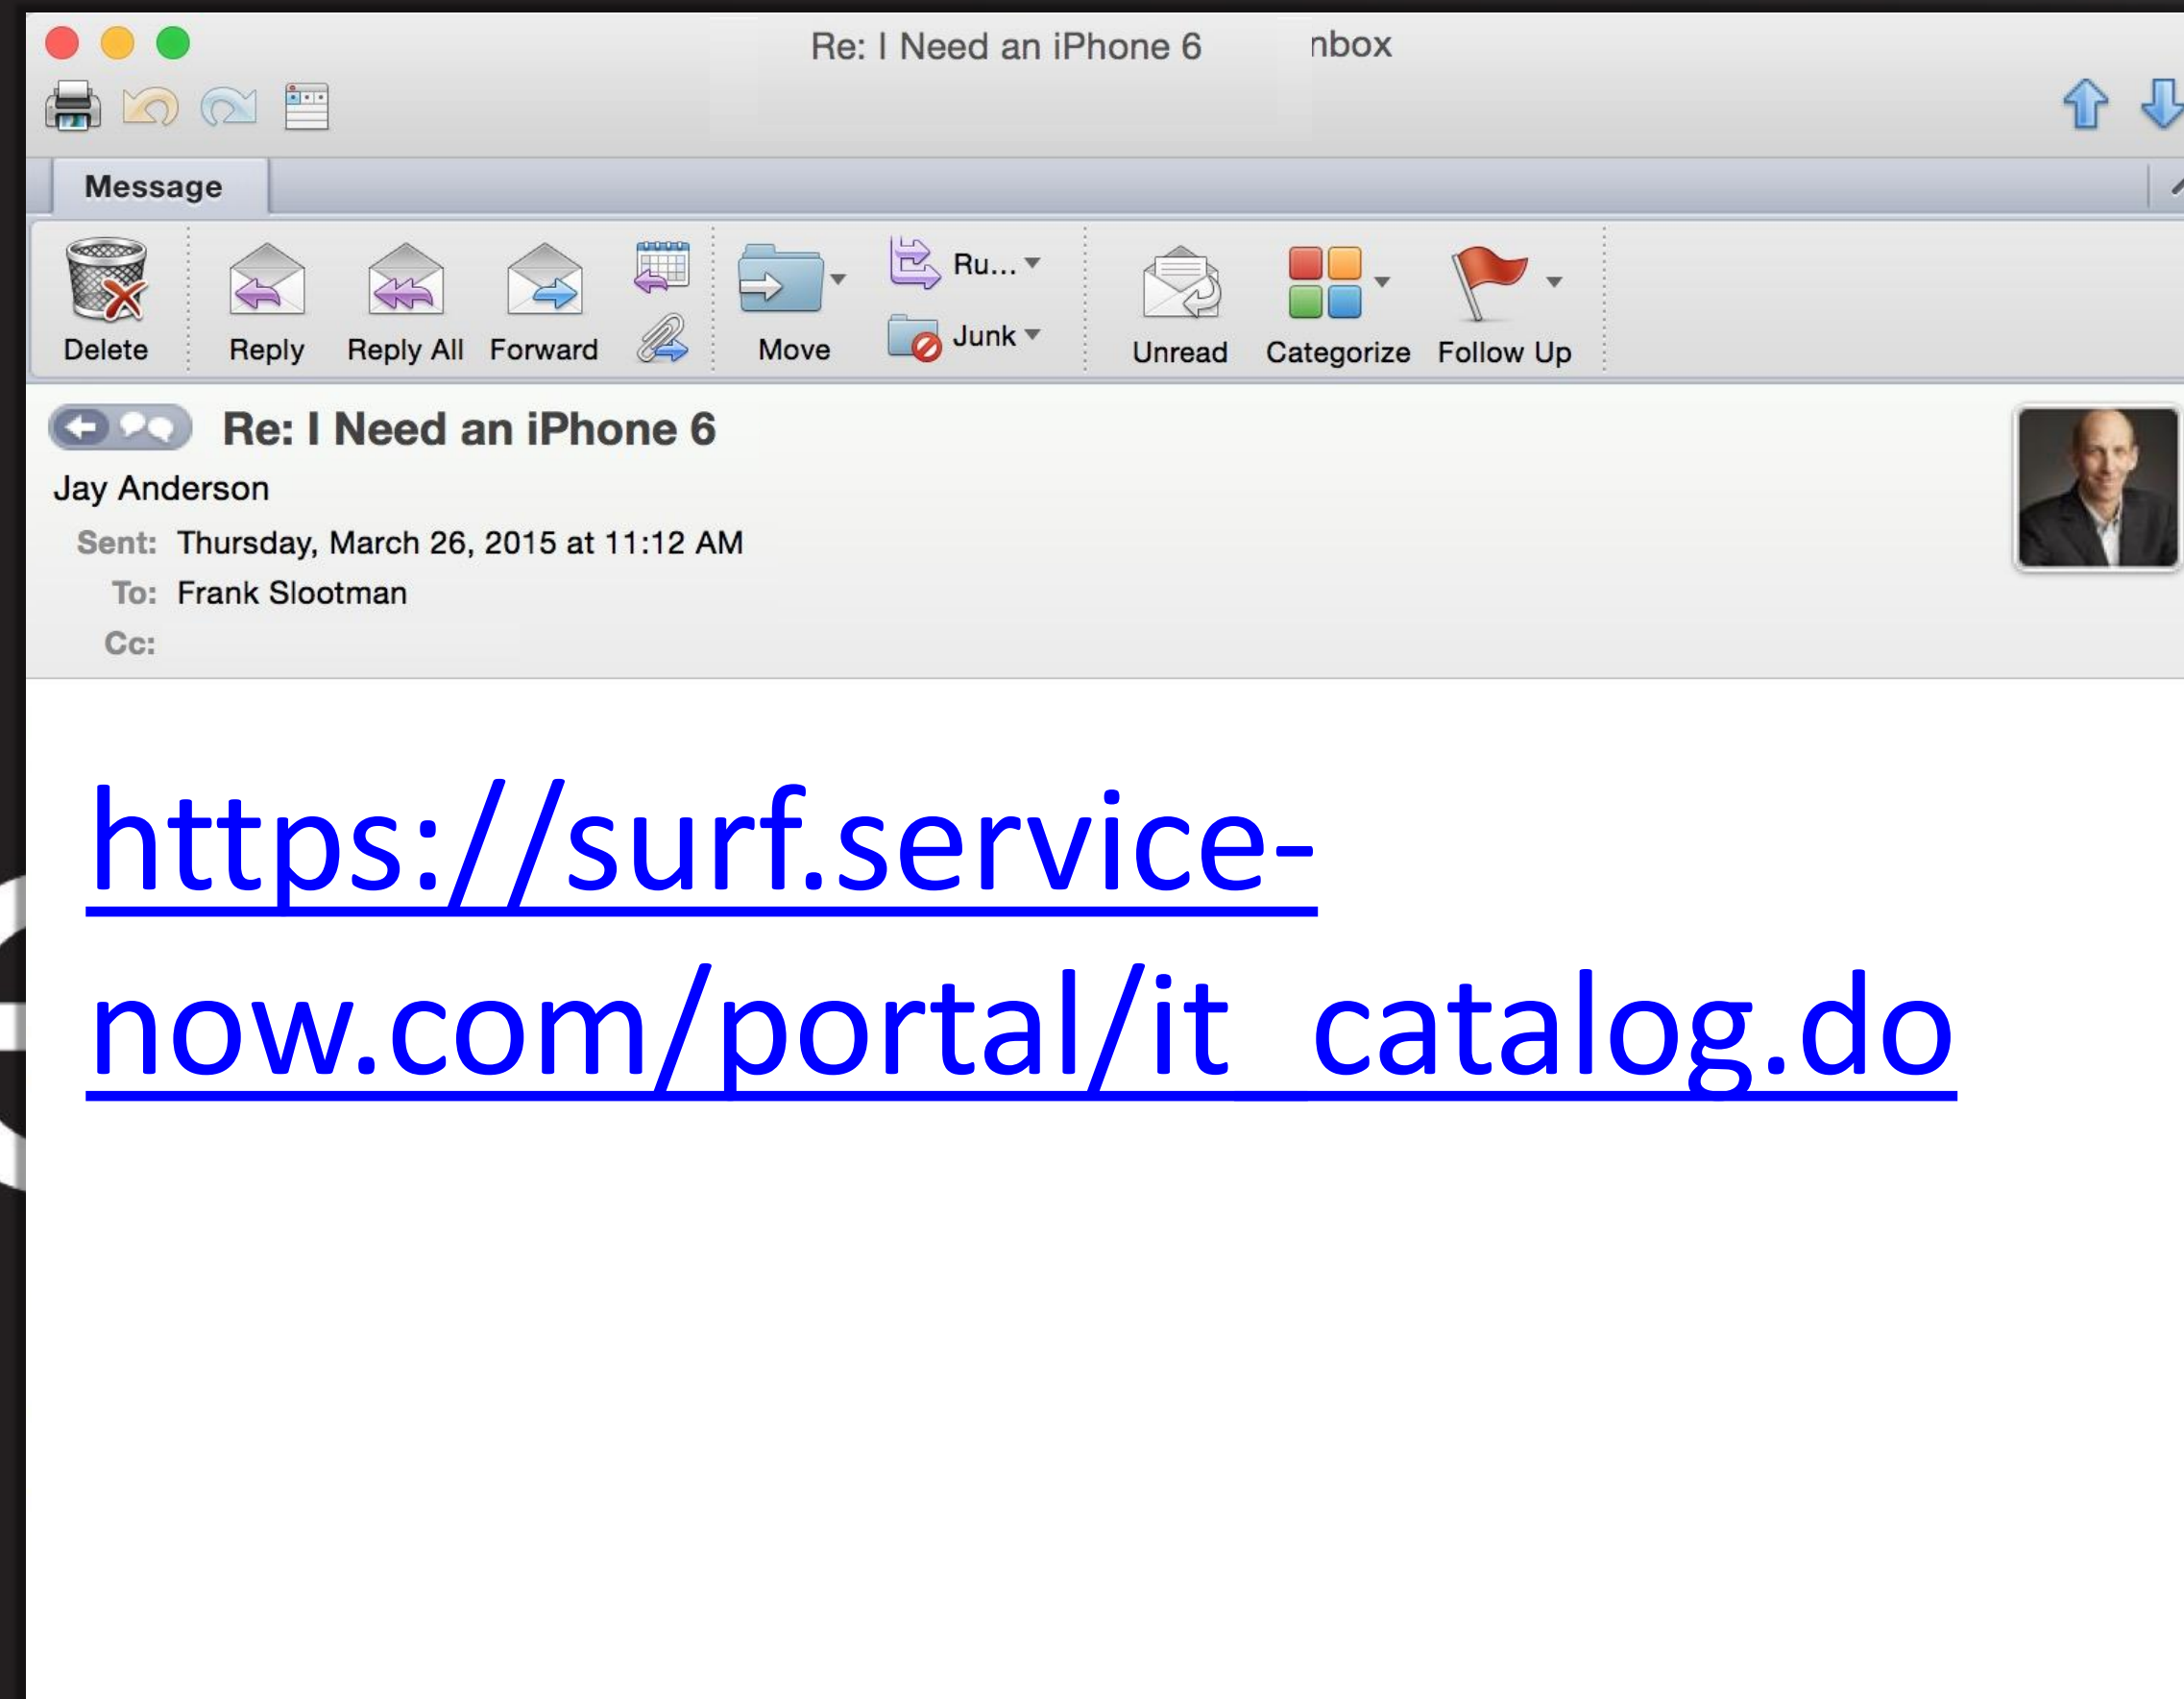 Re: I Need an iPhone 6 nbox
Message
Delete
Reply
Reply All
Forward
Move
Ru...
Junk
Unread
Categorize
Follow Up
Re: I Need an iPhone 6
Jay Anderson
Sent: Thursday, March 26, 2015 at 11:12 AM
To: Frank Slootman
Cc:
https://surf.service-
now.com/portal/it_catalog.do